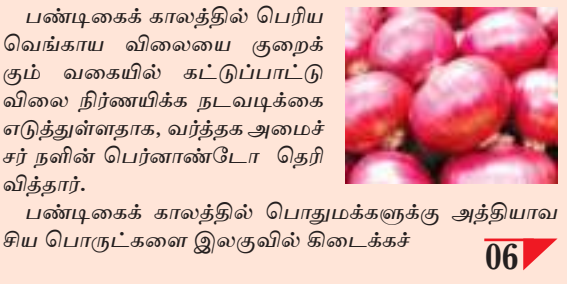 பண்டிகைக் காலத்தில் பெரிய
வெங்காய விலையை குறைக்
கும் வகையில் கட்டுப்பாட்டு
விலை நிர்ணயிக்க நடவடிக்கை
எடுத்துள்ளதாக, வர்த்தக அமைச்
சர் நளின் பெர்னாண்டோ தெரி
வித்தார்.
பண்டிகைக் காலத்தில் பொதுமக்களுக்கு அத்தியாவ
சிய பொருட்களை இலகுவில் கிடைக்கச்
06